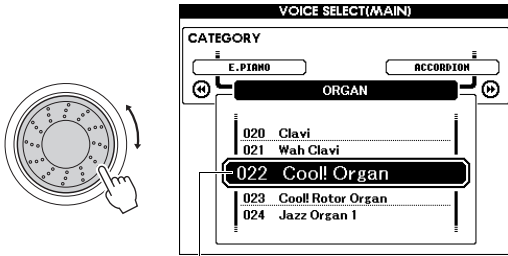 VOICE SELECT(MAIN)
CATEGORY
E.PIANO
ACCORDION
ORGAN
020 Clavi
021 Wah Clavi
022 Cool! Organ
023 Cool! Rotor Organ
024 Jazz Organ 1